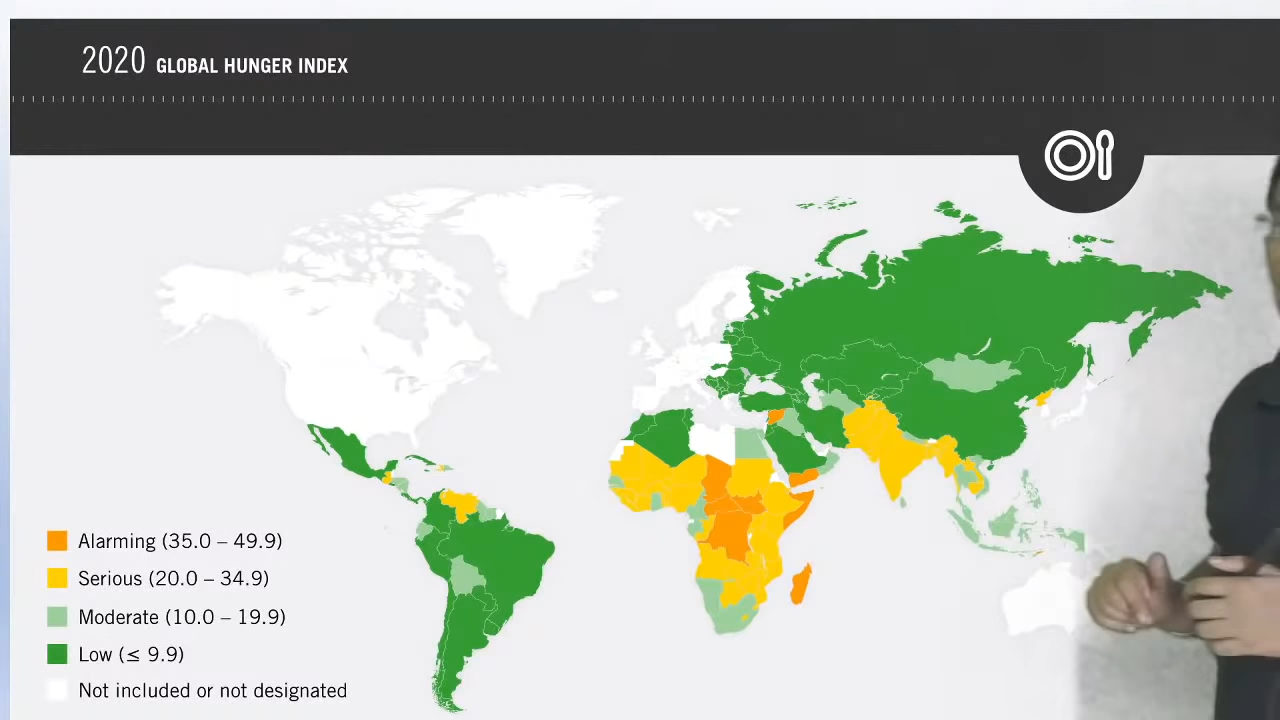 2020 GLOBAL HUNGER INDEX
Alarming (35.0 – 49.9)
Serious (20.0 – 34.9)
Moderate (10.0 – 19.9)
Low (≤ 9.9)
Not included or not designated